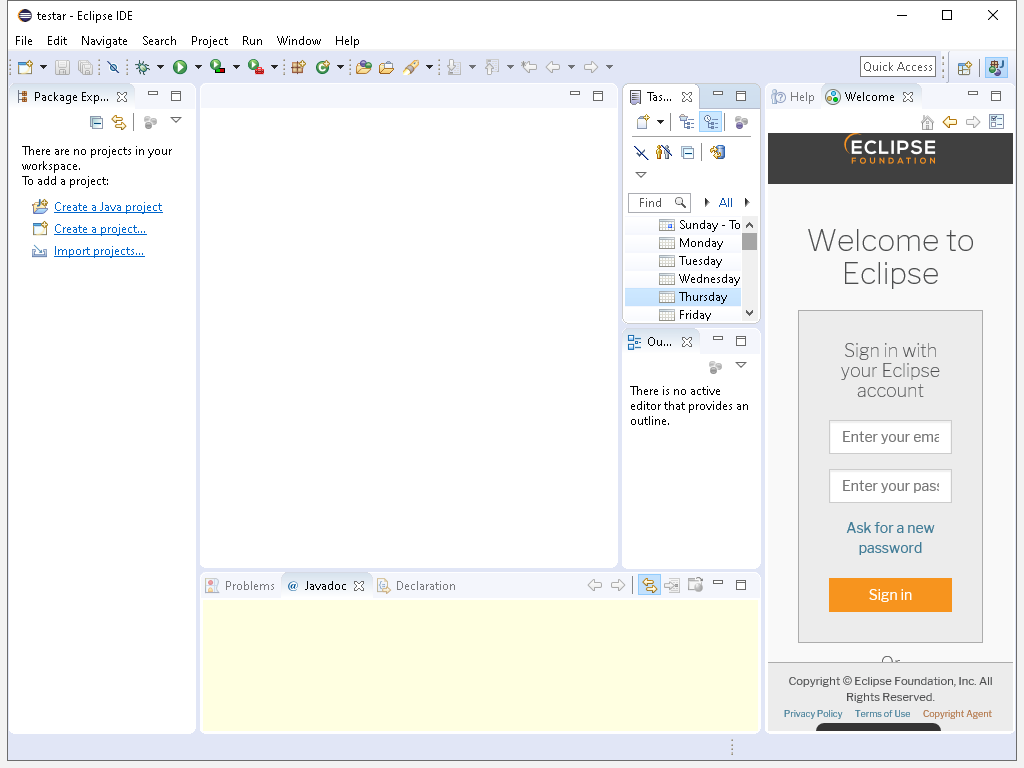 testar - Eclipse IDE
File Edit Navigate Search Project Run Window Help
Quick Access
Package Exp...
There are no projects in your
workspace.
To add a project:
Create a Java project
Create a project...
Import projects...
Tas...
Find
All
Sunday - To
Monday
Tuesday
Wednesday
Thursday
Friday
Ou...
There is no active
editor that provides an
outline.
Problems @ Javadoc Declaration
Help Welcome
ECLIPSE
FOUNDATION
Welcome to
Eclipse
Sign in with
your Eclipse
account
Enter your ema
Enter your pass
Ask for a new
password
Sign in
Or
Copyright © Eclipse Foundation, Inc. All
Rights Reserved.
Privacy Policy Terms of Use Copyright Agent